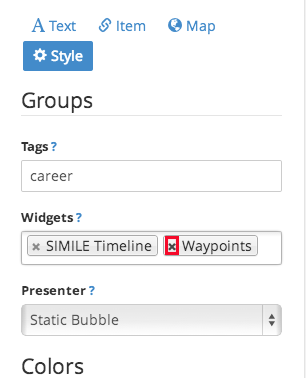 Text Item Map
Style
Groups
Tags ?
career
Widgets ?
× SIMILE Timeline × Waypoints
Presenter ?
Static Bubble
Colors